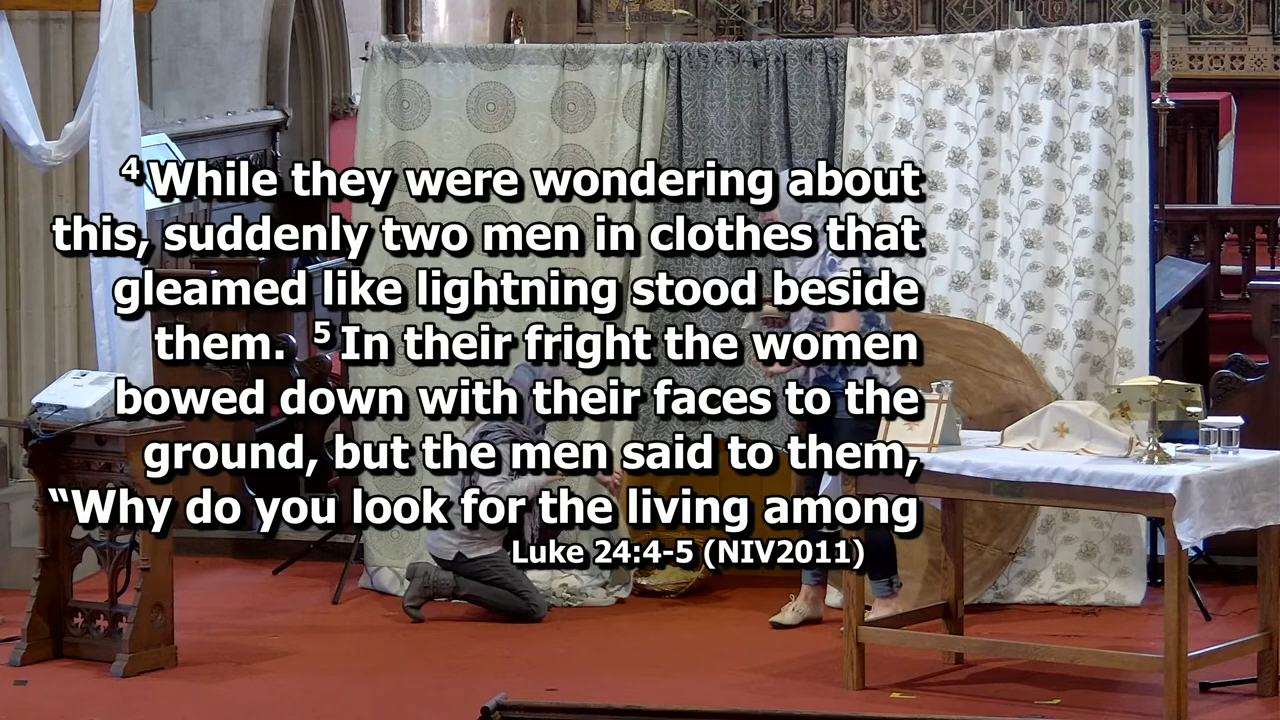 4 While they were wondering about
this, suddenly two men in clothes that
gleamed like lightning stood beside
them. 5 In their fright the women
bowed down with their faces to the
ground, but the men said to them,
“Why do you look for the living among
Luke 24:4-5 (NIV2011)